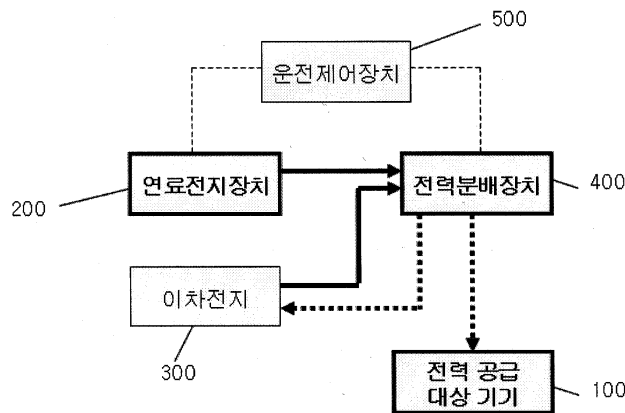 500
운전제어장치
연료전지장치
전력분배장치
200
400
이차전지
300
전력 공급
대상 기기
100